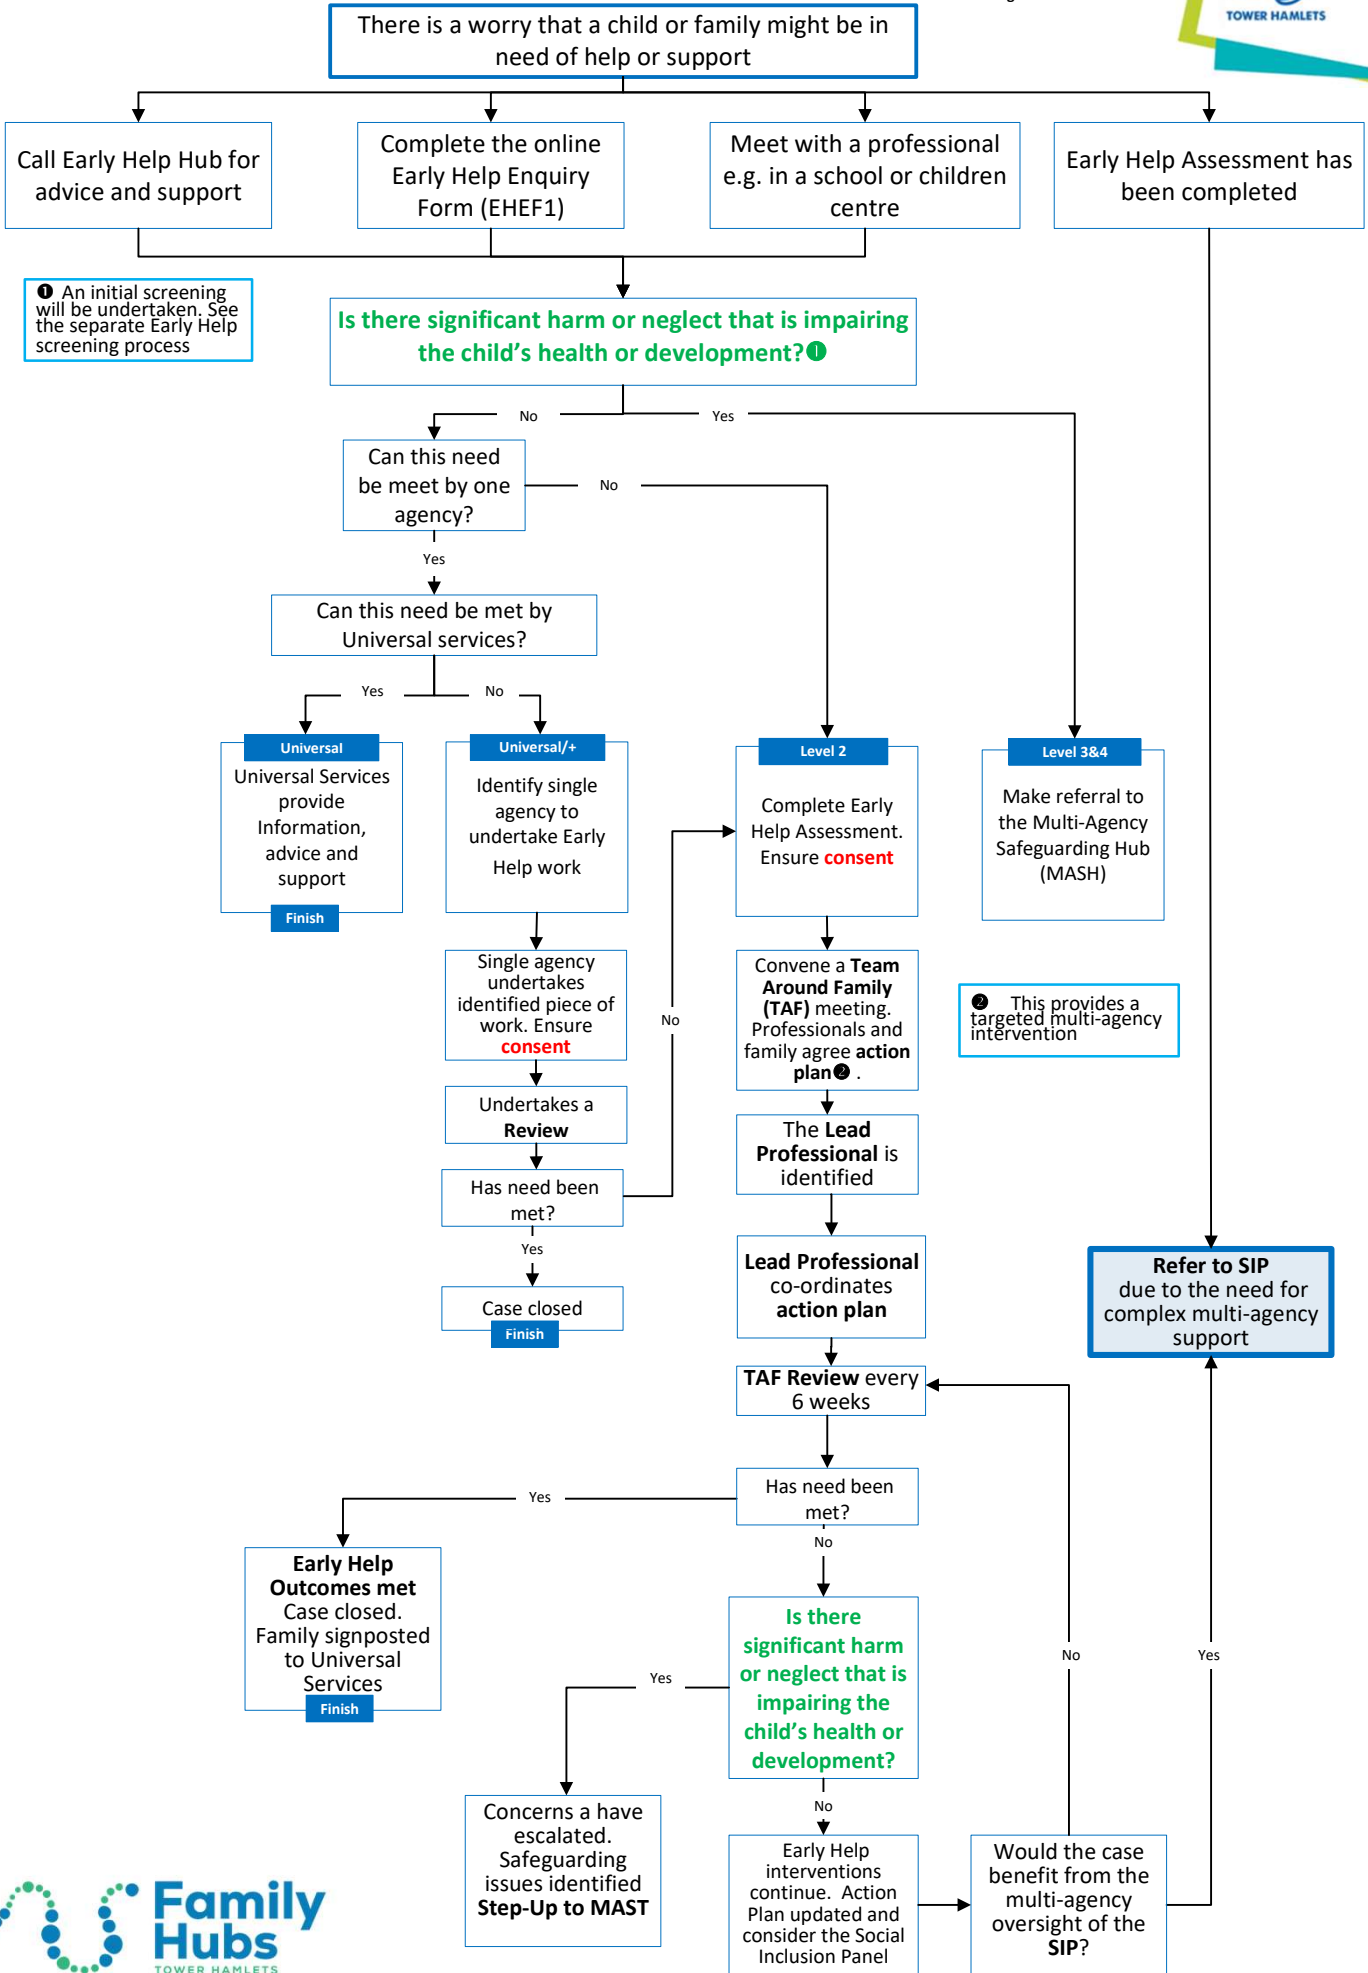 TOWER HAMLETS
There is a worry that a child or family might be in
need of help or support
Call Early Help Hub for
advice and support
Complete the online
Early Help Enquiry
Form (EHEF1)
Meet with a professional
e.g. in a school or children
centre
Early Help Assessment has
been completed
❶ An initial screening
will be undertaken. See
the separate Early Help
screening process
Is there significant harm or neglect that is impairing
the child's health or development?❶
No
Yes
Can this need
be meet by one
agency?
No
Yes
Can this need be met by
Universal services?
Yes
No
Universal
Universal Services
provide
Information,
advice and
support
Finish
Universal/+
Identify single
agency to
undertake Early
Help work
Level 2
Complete Early
Help Assessment.
Ensure consent
Level 3&4
Make referral to
the Multi-Agency
Safeguarding Hub
(MASH)
Single agency
undertakes
identified piece of
work. Ensure
consent
No
Convene a Team
Around Family
(TAF) meeting.
Professionals and
family agree action
plan❷ .
❷ This provides a
targeted multi-agency
intervention
Undertakes a
Review
The Lead
Professional is
identified
Has need been
met?
Yes
Case closed
Finish
Lead Professional
co-ordinates
action plan
Refer to SIP
due to the need for
complex multi-agency
support
TAF Review every
6 weeks
Has need been
met?
Yes
No
Early Help
Outcomes met
Case closed.
Family signposted
to Universal
Services
Finish
Is there
significant harm
or neglect that is
impairing the
child's health or
development?
Yes
No
No
Yes
Concerns a have
escalated.
Safeguarding
issues identified
Step-Up to MAST
Early Help
interventions
continue. Action
Plan updated and
consider the Social
Inclusion Panel
Would the case
benefit from the
multi-agency
oversight of the
SIP?
Family
Hubs
TOWER HAMLETS